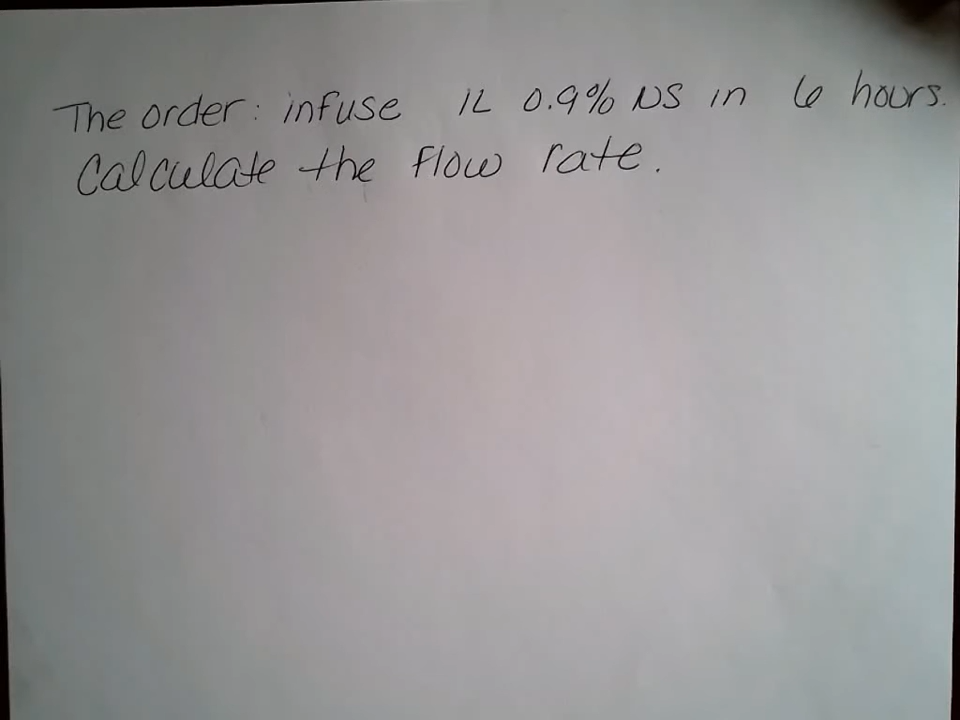 The order: infuse 1L 0.9% NS in 6 hours.
Calculate the flow rate.